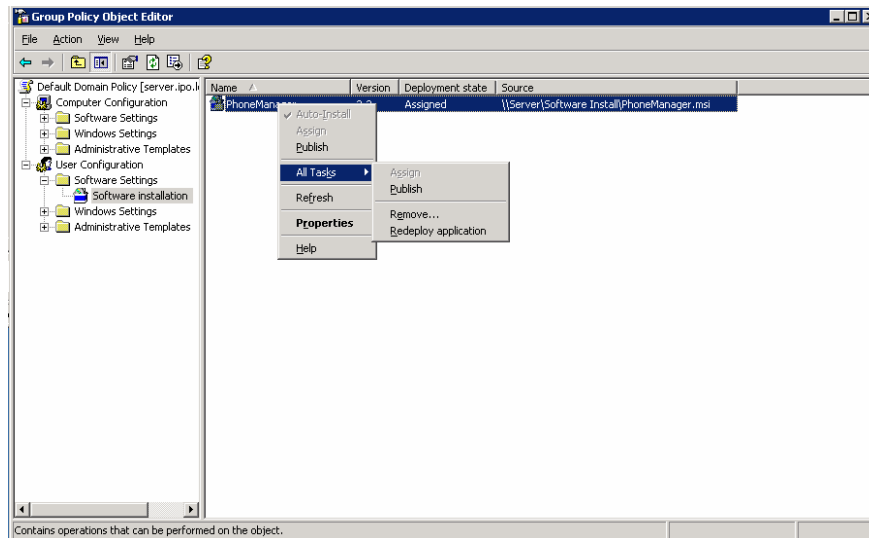 Group Policy Object Editor
File Action View Help
Default Domain Policy [server.ipo.l
Computer Configuration
Software Settings
Windows Settings
Administrative Templates
User Configuration
Software Settings
Software installation
Windows Settings
Administrative Templates
Name Version Deployment state Source
Assigned \\Server\Software Install\PhoneManager.msi
Auto-Install
Assign
Publish
All Tasks
Refresh
Properties
Help
Assign
Publish
Remove...
Redeploy application
Contains operations that can be performed on the object.